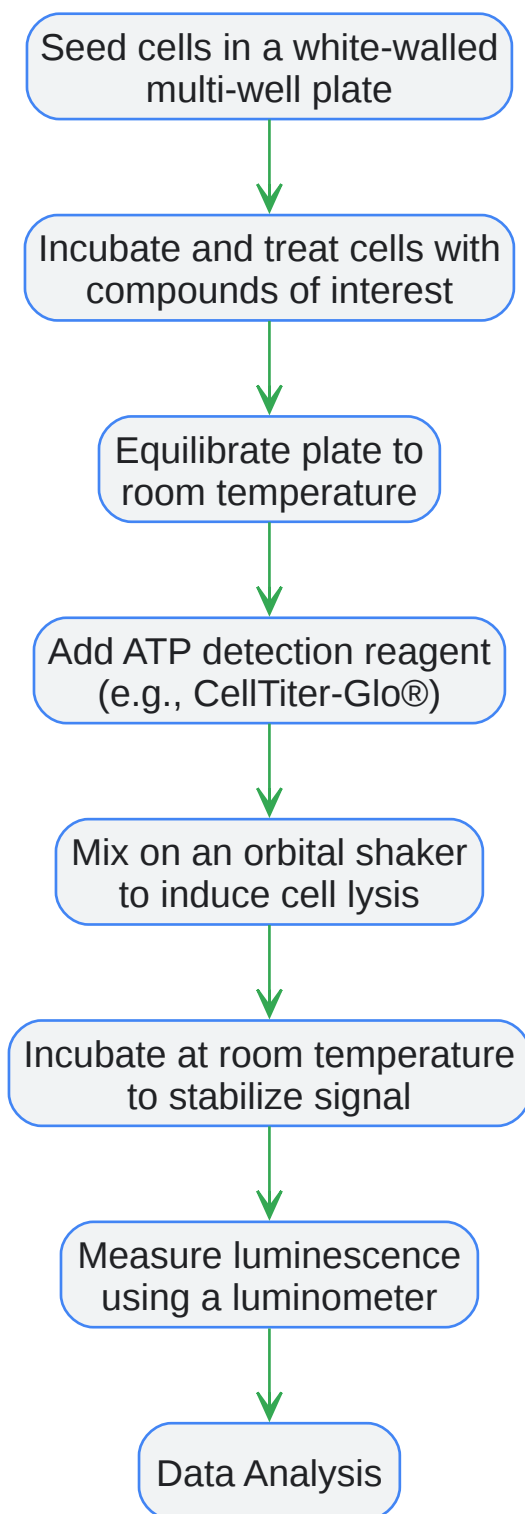 Seed cells in a white-walled
multi-well plate
Incubate and treat cells with
compounds of interest
Equilibrate plate to
room temperature
Add ATP detection reagent
(e.g., CellTiter-Glo®)
Mix on an orbital shaker
to induce cell lysis
Incubate at room temperature
to stabilize signal
Measure luminescence
using a luminometer
Data Analysis